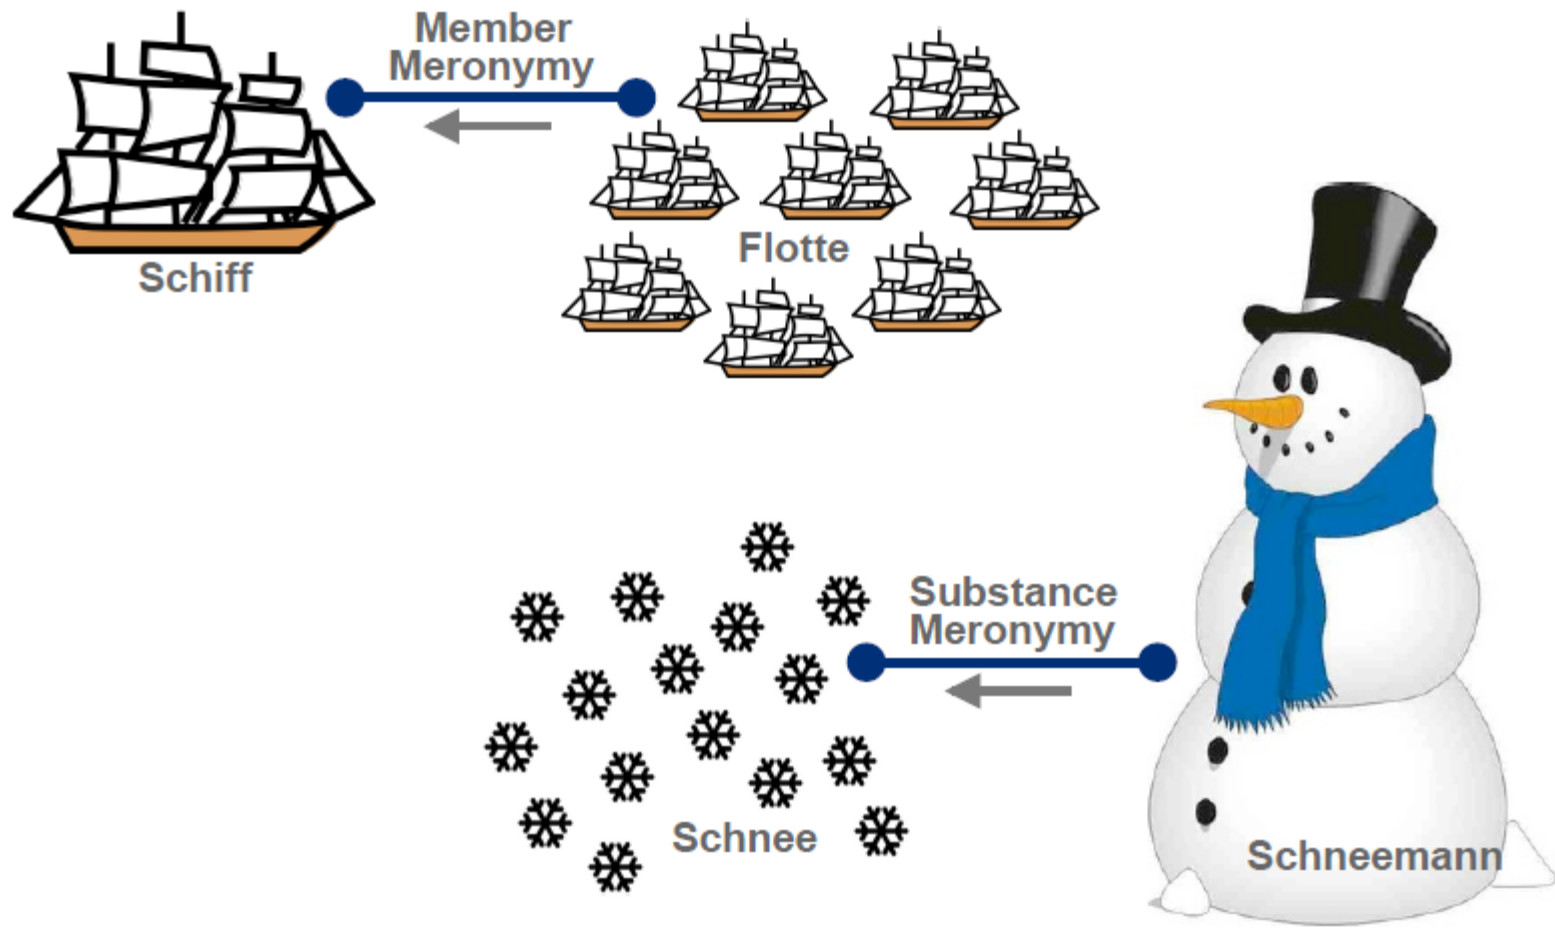 Member
Meronymy
Flotte
Schiff
Substance
Meronymy
Schnee
Schneemann